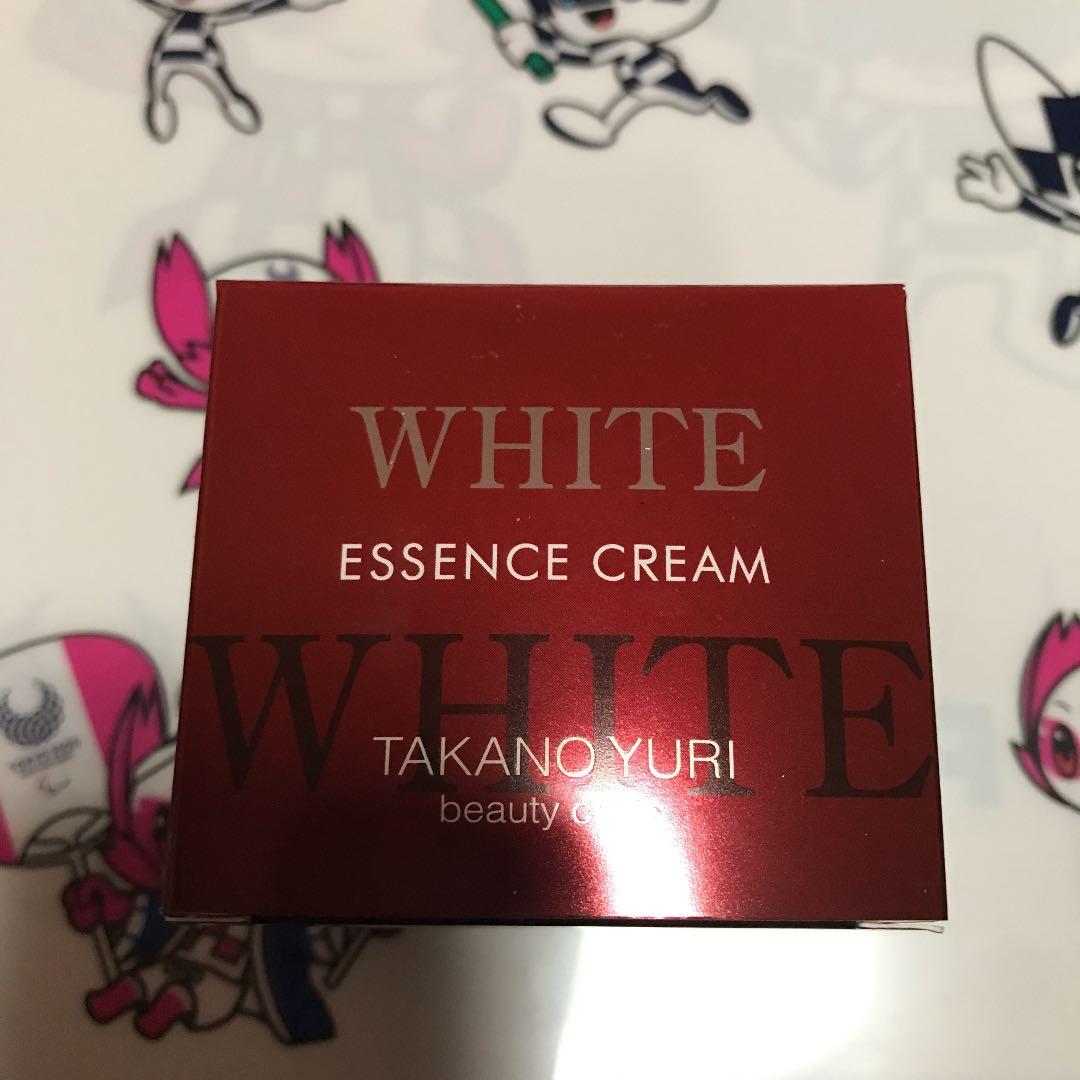 WHITE
ESSENCE CREAM
WHITE
TAKANO YURI
beauty